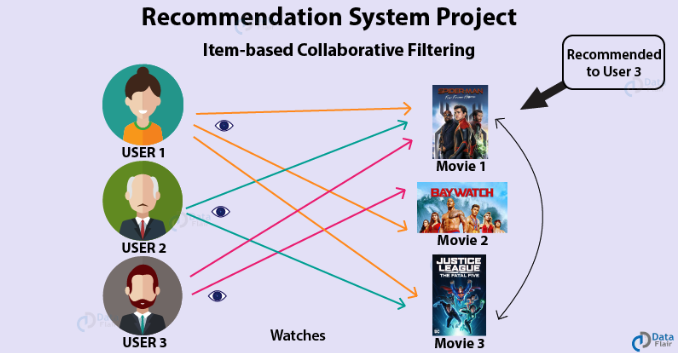 Recommendation System Project
Item-based Collaborative Filtering
Recommended
to User 3
USER 1
Movie 1
USER 2
BAYWATCH
Movie 2
JUSTICE
LEAGUE
THE FATAL FIVE
USER 3
Watches
Movie 3
Data
Flair